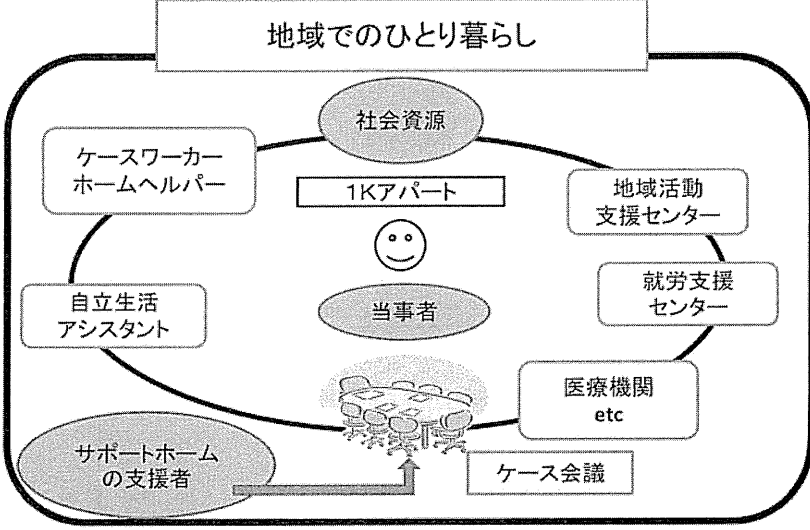 地域でのひとり暮らし
社会資源
ケースワーカー
ホームヘルパー
1Kアパート
地域活動
支援センター
自立生活
アシスタント
当事者
就労支援
センター
医療機関
etc
サポートホーム
の支援者
ケース会議